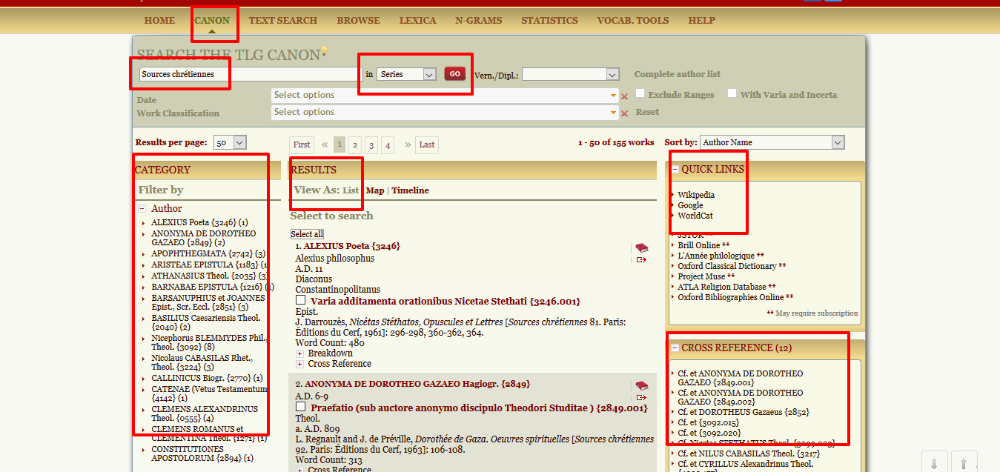 HOME CANON TEXT SEARCH BROWSE LEXICA N-GRAMS STATISTICS VOCAB. TOOLS HELP
SEARCH THE TLG CANON
Sources chrétiennes in Series GO Vern./Dipl.: Complete author list
Date Select options Exclude Ranges With Varia and Incerta
Work Classification Select options Reset
Results per page: 50 First « 1 2 3 4 » Last 1 - 50 of 155 works Sort by: Author Name
CATEGORY
Filter by
Author
ALEXIUS Poeta {3246} (1)
ANONYMA DE DOROTHEO
GAZAEO {2849} (2)
APOPHTHEGMATA {2742} (3)
ARISTEAE EPISTULA {1183} (1)
ATHANASIUS Theol. {2035} (3)
BARNABAE EPISTULA {1216} (1)
BARSANUPHIUS et JOANNES
Epist., Scr. Eccl. {2851} (3)
BASILIUS Caesariensis Theol.
{2040} (2)
Nicephorus BLEMMYDES Phil.,
Theol. {3092} (8)
Nicolaus CABASILAS Rhet.,
Theol. {3224} (3)
CALLINICUS Biogr. {2770} (1)
CATENAE (Vetus Testamentum
{4142} (1)
CLEMENS ALEXANDRINUS
Theol. {0555} (4)
CLEMENS ROMANUS et
CLEMENTINA Theol. {1271} (1)
CONSTITUTIONES
APOSTOLORUM {2894} (1)
RESULTS
View As: List | Map | Timeline
Select to search
Select all
1. ALEXIUS Poeta {3246}
Alexius philosophus
A.D. 11
Diaconus
Constantinopolitanus
Varia additamenta orationibus Nicetae Stethati {3246.001}
Epist.
J. Darrouzès, Nicétas Stéthatos, Opuscules et Lettres [Sources chrétiennes 81. Paris:
Éditions du Cerf, 1961]: 296-298, 360-362, 364.
Word Count: 480
Breakdown
Cross Reference
2. ANONYMA DE DOROTHEO GAZAEO Hagiogr. {2849}
A.D. 6-9
Praefatio (sub auctore anonymo discipulo Theodori Studitae ) {2849.001}
Theol.
a. A.D. 809
L. Regnault and J. de Préville, Dorothée de Gaza. Oeuvres spirituelles [Sources chrétiennes
92. Paris: Éditions du Cerf, 1963]: 106-108.
Word Count: 313
Cross Reference
QUICK LINKS
Wikipedia
Google
WorldCat
JSTOR **
Brill Online **
L'Année philologique **
Oxford Classical Dictionary **
Project Muse **
ATLA Religion Database **
Oxford Bibliographies Online **
** May require subscription
CROSS REFERENCE (12)
Cf. et ANONYMA DE DOROTHEO
GAZAEO {2849.001}
Cf. et ANONYMA DE DOROTHEO
GAZAEO {2849.002}
Cf. et DOROTHEUS Gazaeus {2852}
Cf. et {3092.015}
Cf. et {3092.020}
Cf. Nicetas STETHATUS Theol.
Cf. et NILUS CABASILAS Theol. {3217}
Cf. et CYRILLUS Alexandrinus Theol.